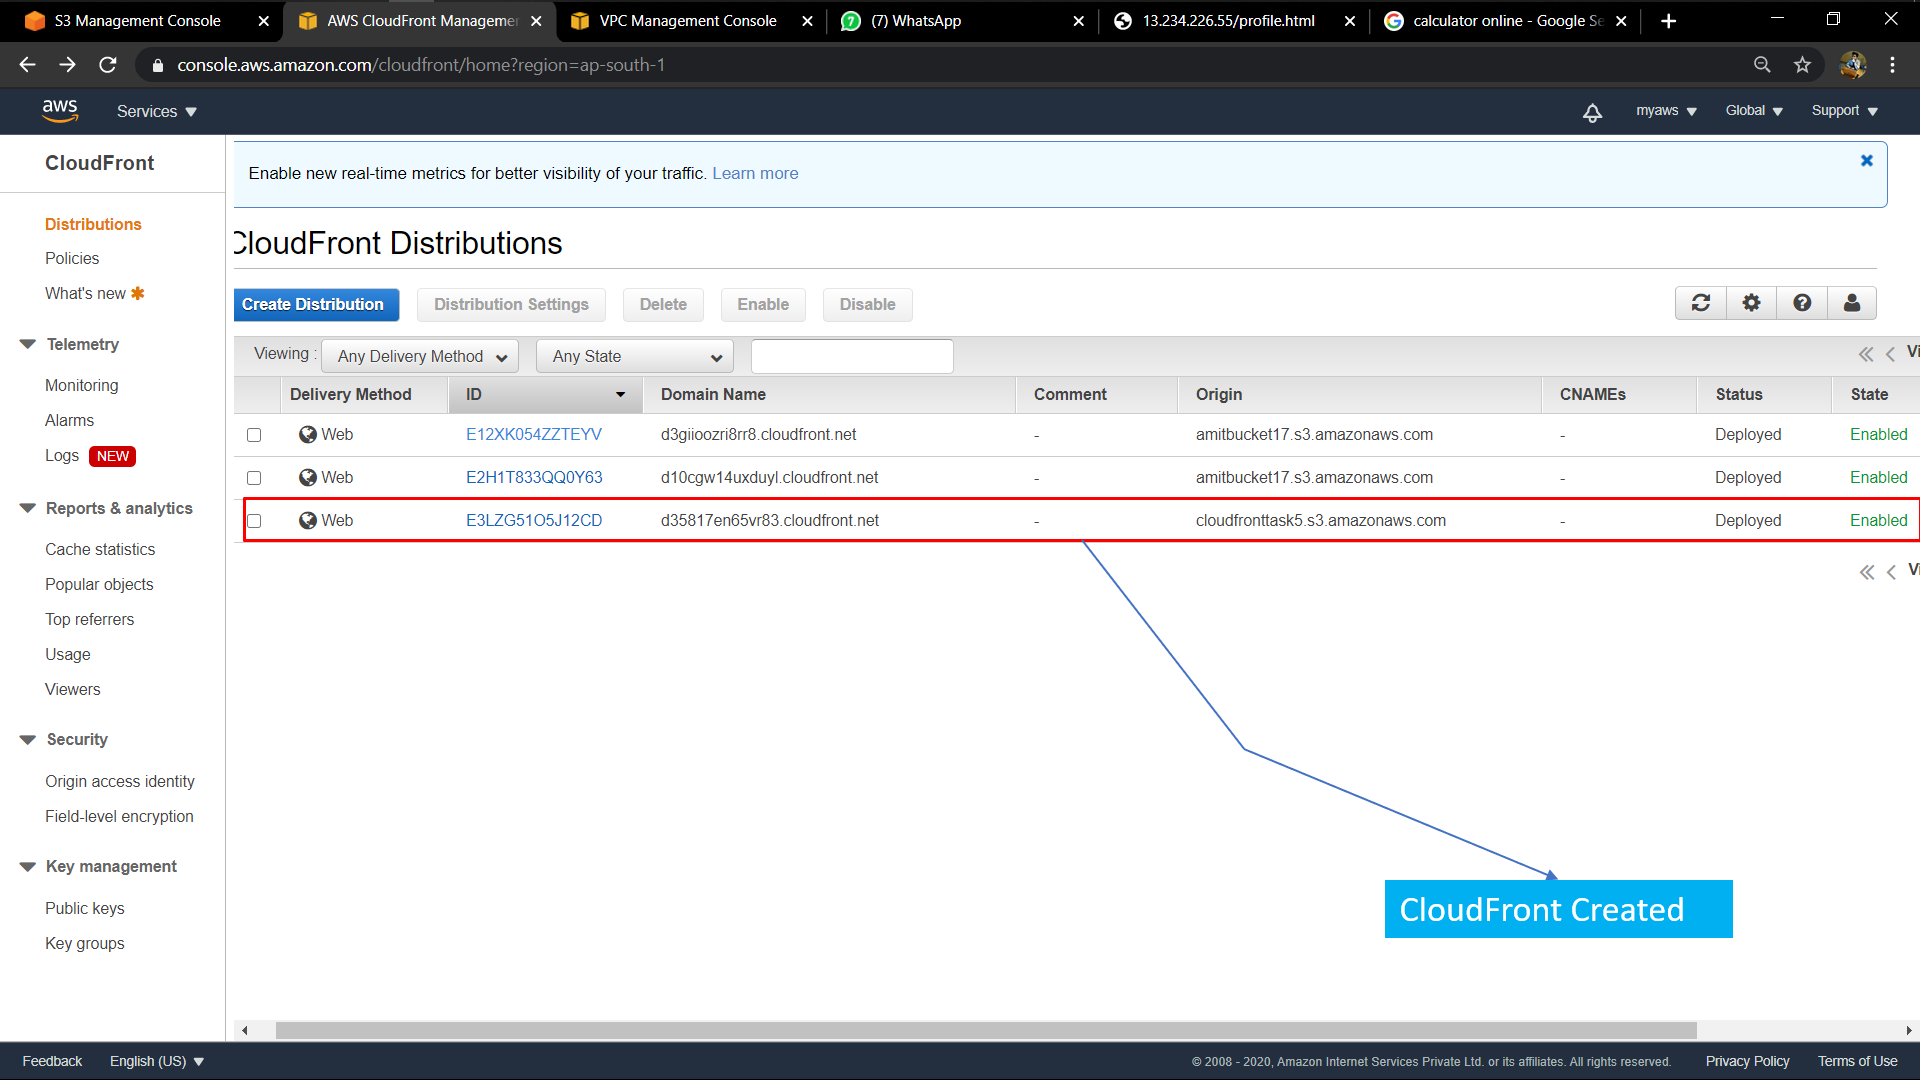 S3 Management Console
AWS CloudFront Managemer
VPC Management Console
(7) WhatsApp
13.234.226.55/profile.html
calculator online - Google Se
console.aws.amazon.com/cloudfront/home?region=ap-south-1
aws
Services
myaws
Global
Support
CloudFront
Distributions
Policies
What's new
Telemetry
Monitoring
Alarms
Logs NEW
Reports & analytics
Cache statistics
Popular objects
Top referrers
Usage
Viewers
Security
Origin access identity
Field-level encryption
Key management
Public keys
Key groups
Enable new real-time metrics for better visibility of your traffic. Learn more
CloudFront Distributions
Create Distribution Distribution Settings Delete Enable Disable
Viewing : Any Delivery Method Any State
Vi
Delivery Method ID Domain Name Comment Origin CNAMEs Status State
Web E12XK054ZZTEYV d3giioozri8rr8.cloudfront.net - amitbucket17.s3.amazonaws.com - Deployed Enabled
Web E2H1T833QQ0Y63 d10cgw14uxduyl.cloudfront.net - amitbucket17.s3.amazonaws.com - Deployed Enabled
Web E3LZG51O5J12CD d35817en65vr83.cloudfront.net - cloudfronttask5.s3.amazonaws.com - Deployed Enabled
Vi
CloudFront Created
Feedback English (US) © 2008 - 2020, Amazon Internet Services Private Ltd. or its affiliates. All rights reserved. Privacy Policy Terms of Use